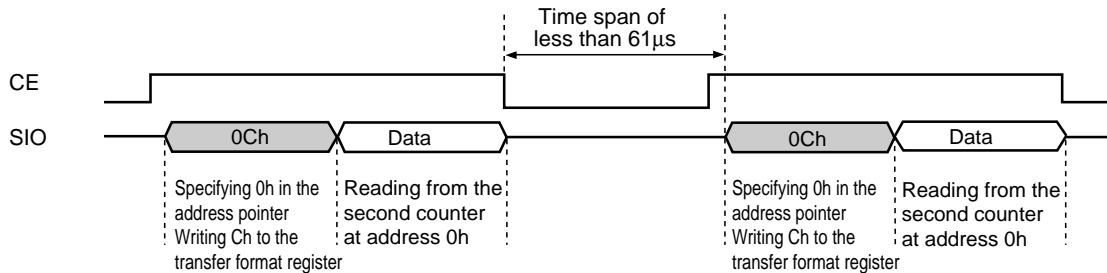 Time span of
less than 61μs
CE
SIO
0Ch
Data
0Ch
Data
Specifying 0h in the
address pointer
Writing Ch to the
transfer format register
Reading from the
second counter
at address 0h
Specifying 0h in the
address pointer
Writing Ch to the
transfer format register
Reading from the
second counter
at address 0h